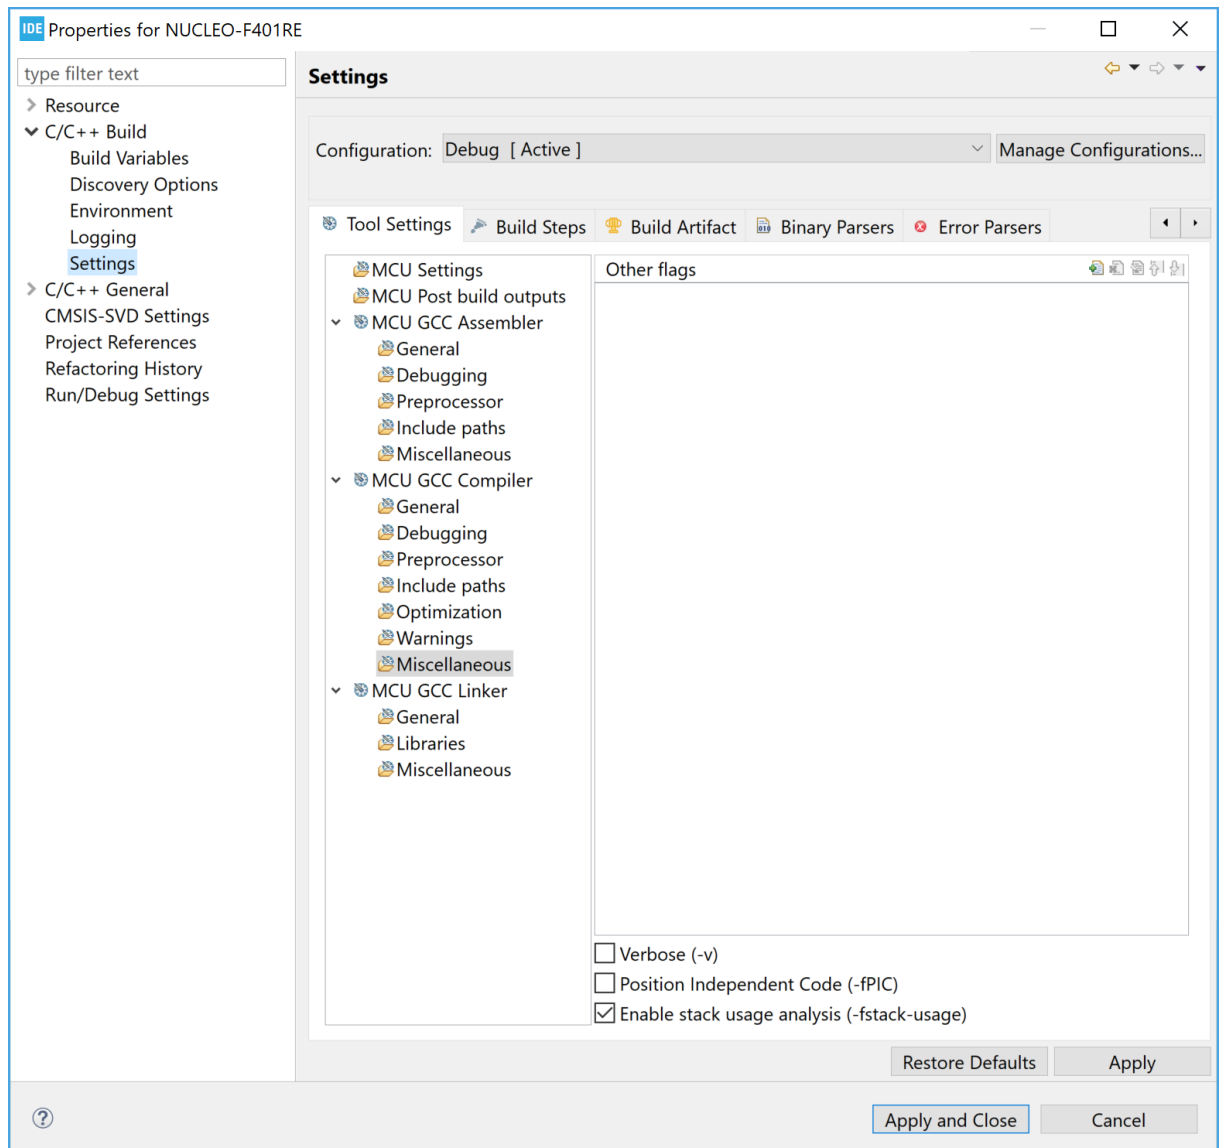 IDE Properties for NUCLEO-F401RE
type filter text
Resource
C/C++ Build
Build Variables
Discovery Options
Environment
Logging
Settings
C/C++ General
CMSIS-SVD Settings
Project References
Refactoring History
Run/Debug Settings
Settings
Configuration: Debug [ Active ] Manage Configurations...
Tool Settings Build Steps Build Artifact Binary Parsers Error Parsers
MCU Settings
MCU Post build outputs
MCU GCC Assembler
General
Debugging
Preprocessor
Include paths
Miscellaneous
MCU GCC Compiler
General
Debugging
Preprocessor
Include paths
Optimization
Warnings
Miscellaneous
MCU GCC Linker
General
Libraries
Miscellaneous
Other flags
Verbose (-v)
Position Independent Code (-fPIC)
Enable stack usage analysis (-fstack-usage)
Restore Defaults Apply
? Apply and Close Cancel